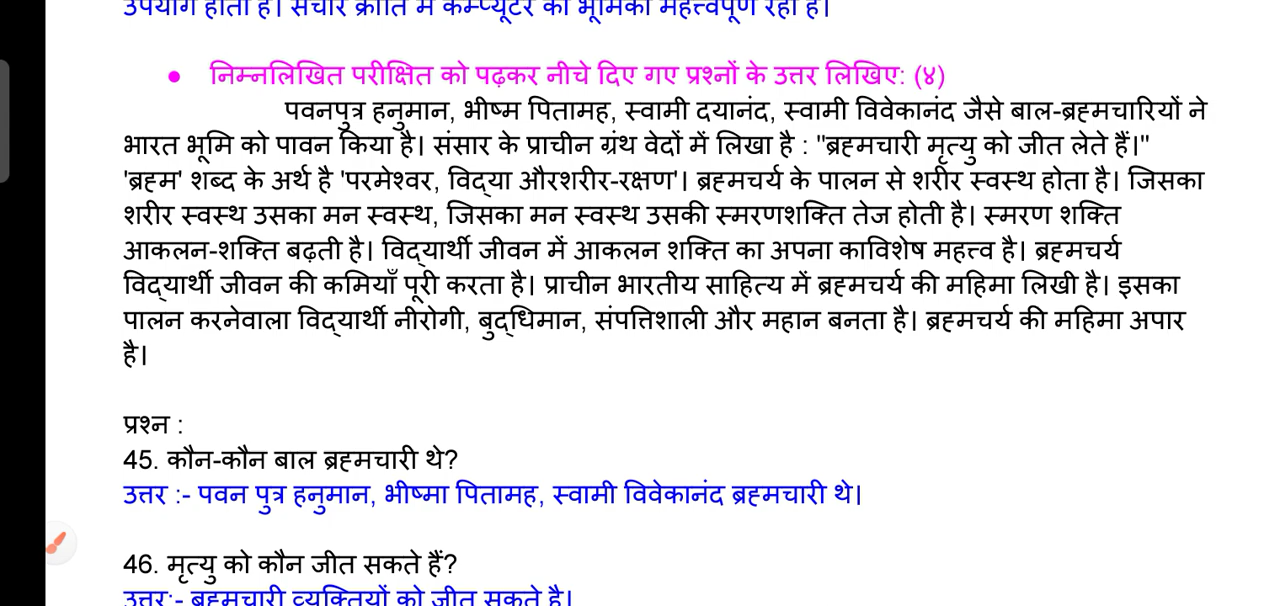 उपयोग होता है। संचार क्रांति में कम्प्यूटर की भूमिका महत्त्वपूर्ण रही है।
● निम्नलिखित परीक्षित को पढ़कर नीचे दिए गए प्रश्नों के उत्तर लिखिए: (४)
पवनपुत्र हनुमान, भीष्म पितामह, स्वामी दयानंद, स्वामी विवेकानंद जैसे बाल-ब्रह्मचारियों ने
भारत भूमि को पावन किया है। संसार के प्राचीन ग्रंथ वेदों में लिखा है : "ब्रह्मचारी मृत्यु को जीत लेते हैं।"
'ब्रह्म' शब्द के अर्थ है 'परमेश्वर, विद्या औरशरीर-रक्षण'। ब्रह्मचर्य के पालन से शरीर स्वस्थ होता है। जिसका
शरीर स्वस्थ उसका मन स्वस्थ, जिसका मन स्वस्थ उसकी स्मरणशक्ति तेज होती है। स्मरण शक्ति
आकलन-शक्ति बढ़ती है। विद्यार्थी जीवन में आकलन शक्ति का अपना काविशेष महत्त्व है। ब्रह्मचर्य
विद्यार्थी जीवन की कमियाँ पूरी करता है। प्राचीन भारतीय साहित्य में ब्रह्मचर्य की महिमा लिखी है। इसका
पालन करनेवाला विद्यार्थी नीरोगी, बुद्धिमान, संपत्तिशाली और महान बनता है। ब्रह्मचर्य की महिमा अपार
है।
प्रश्न :
45. कौन-कौन बाल ब्रह्मचारी थे?
उत्तर :- पवन पुत्र हनुमान, भीष्मा पितामह, स्वामी विवेकानंद ब्रह्मचारी थे।
46. मृत्यु को कौन जीत सकते हैं?
उत्तर:- ब्रह्मचारी व्यक्तियों को जीत सकते है।